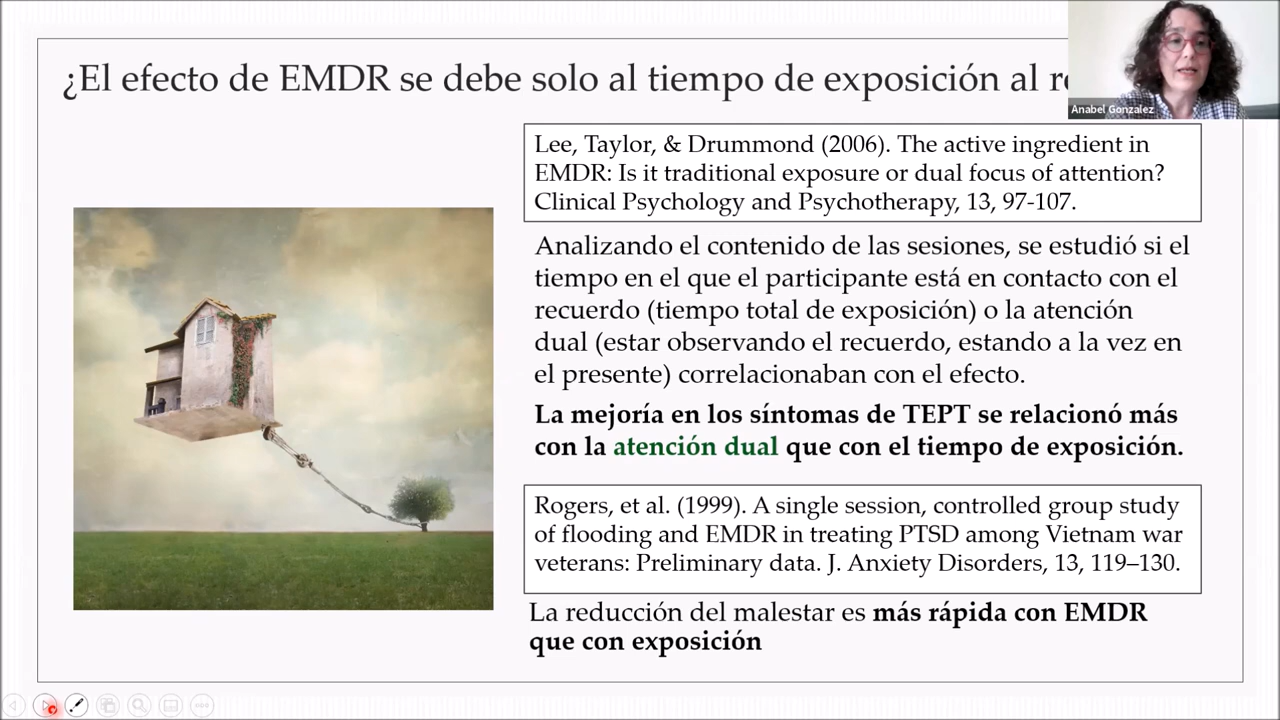 ¿El efecto de EMDR se debe solo al tiempo de exposición al
Anabel Gonzalez
Lee, Taylor, & Drummond (2006). The active ingredient in
EMDR: Is it traditional exposure or dual focus of attention?
Clinical Psychology and Psychotherapy, 13, 97-107.
Analizando el contenido de las sesiones, se estudió si el
tiempo en el que el participante está en contacto con el
recuerdo (tiempo total de exposición) o la atención
dual (estar observando el recuerdo, estando a la vez en
el presente) correlacionaban con el efecto.
La mejoría en los síntomas de TEPT se relacionó más
con la atención dual que con el tiempo de exposición.
Rogers, et al. (1999). A single session, controlled group study
of flooding and EMDR in treating PTSD among Vietnam war
veterans: Preliminary data. J. Anxiety Disorders, 13, 119–130.
La reducción del malestar es más rápida con EMDR
que con exposición